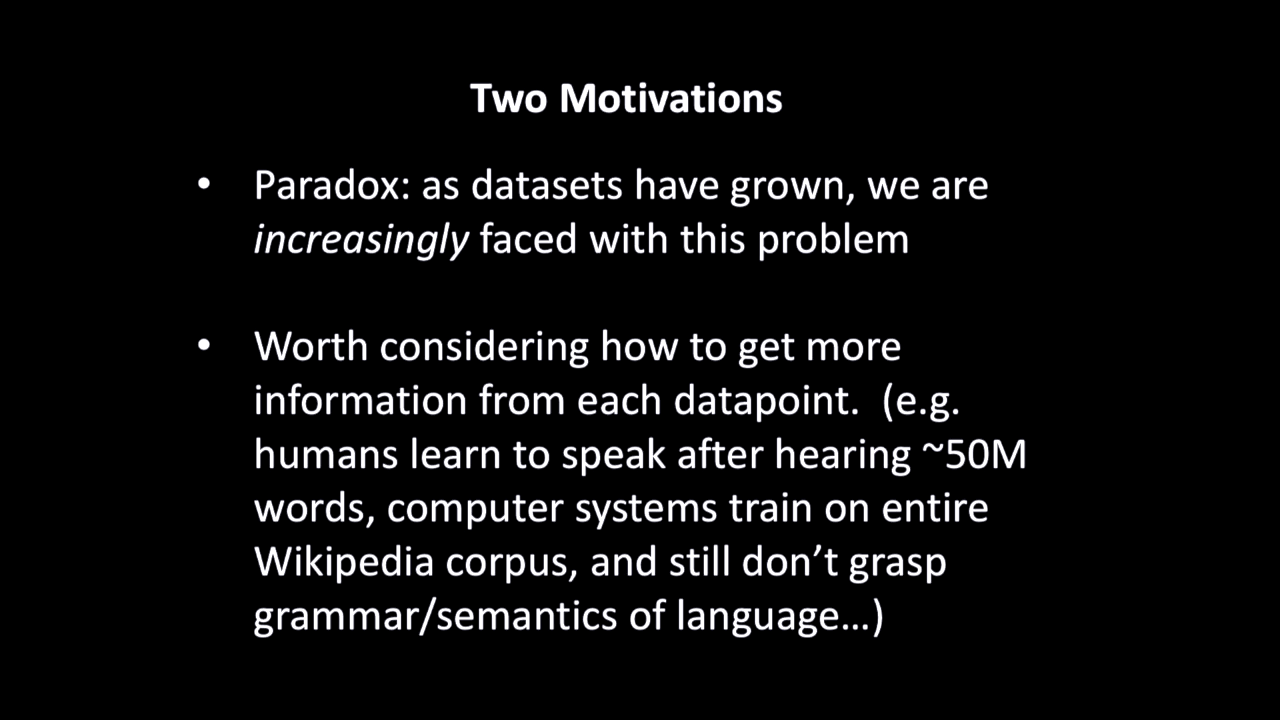 Two Motivations
• Paradox: as datasets have grown, we are
increasingly faced with this problem
• Worth considering how to get more
information from each datapoint.  (e.g.
humans learn to speak after hearing ~50M
words, computer systems train on entire
Wikipedia corpus, and still don’t grasp
grammar/semantics of language…)